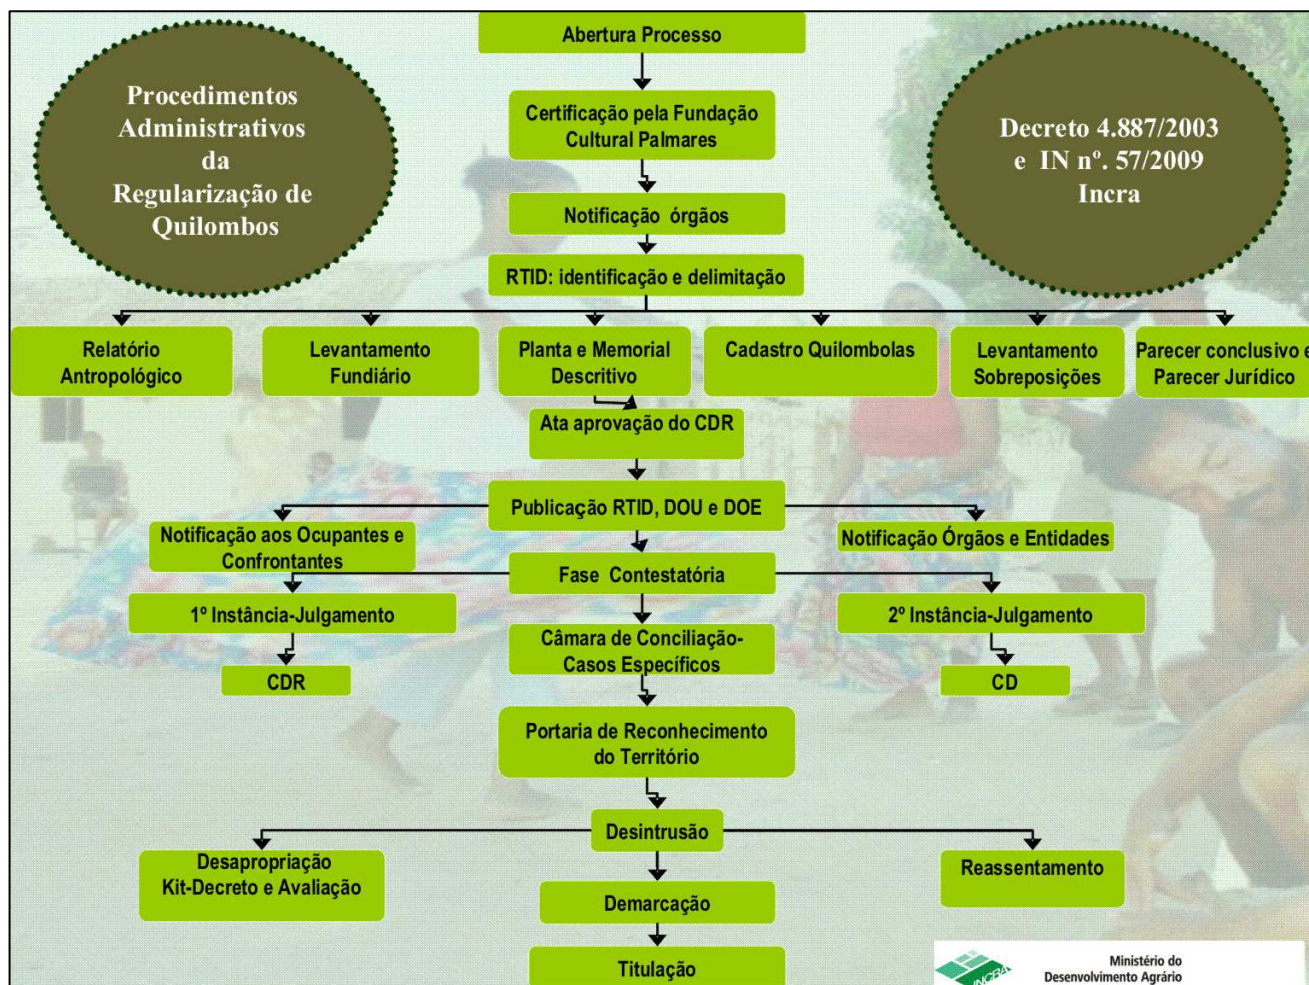 Abertura Processo
Procedimentos
Administrativos
da
Regularização de
Quilombos
Certificação pela Fundação
Cultural Palmares
Decreto 4.887/2003
e IN nº. 57/2009
Incra
Notificação órgãos
RTID: identificação e delimitação
Relatório
Antropológico
Levantamento
Fundiário
Planta e Memorial
Descritivo
Cadastro Quilombolas
Levantamento
Sobreposições
Parecer conclusivo e
Parecer Jurídico
Ata aprovação do CDR
Publicação RTID, DOU e DOE
Notificação aos Ocupantes e
Confrontantes
Notificação Órgãos e Entidades
Fase Contestatória
1º Instância-Julgamento
2º Instância-Julgamento
Câmara de Conciliação-
Casos Específicos
CDR
CD
Portaria de Reconhecimento
do Território
Desintrusão
Desapropriação
Kit-Decreto e Avaliação
Reassentamento
Demarcação
Titulação
INCRA
Ministério do
Desenvolvimento Agrário